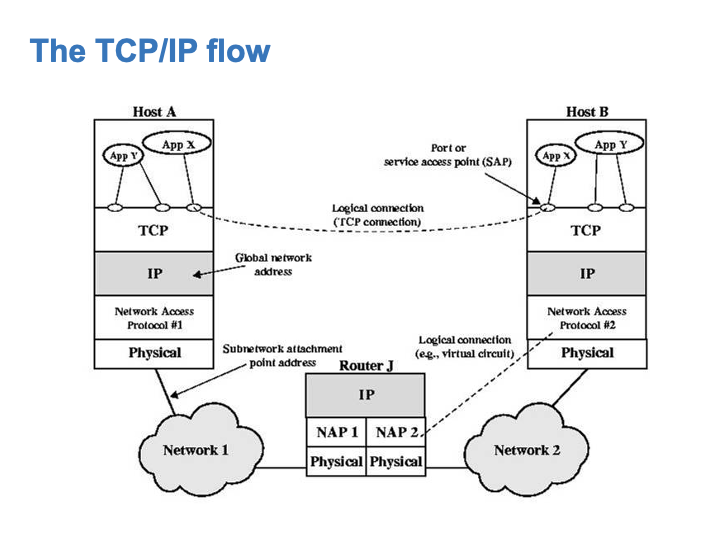 The TCP/IP flow
Host A
Host B
App Y
App X
Port or
service access point (SAP)
App X
App Y
Logical connection
(TCP connection)
TCP
TCP
Global network
address
IP
IP
Network Access
Protocol #1
Network Access
Protocol #2
Logical connection
(e.g., virtual circuit)
Physical
Subnetwork attachment
point address
Physical
Router J
IP
NAP 1
NAP 2
Network 1
Physical
Physical
Network 2